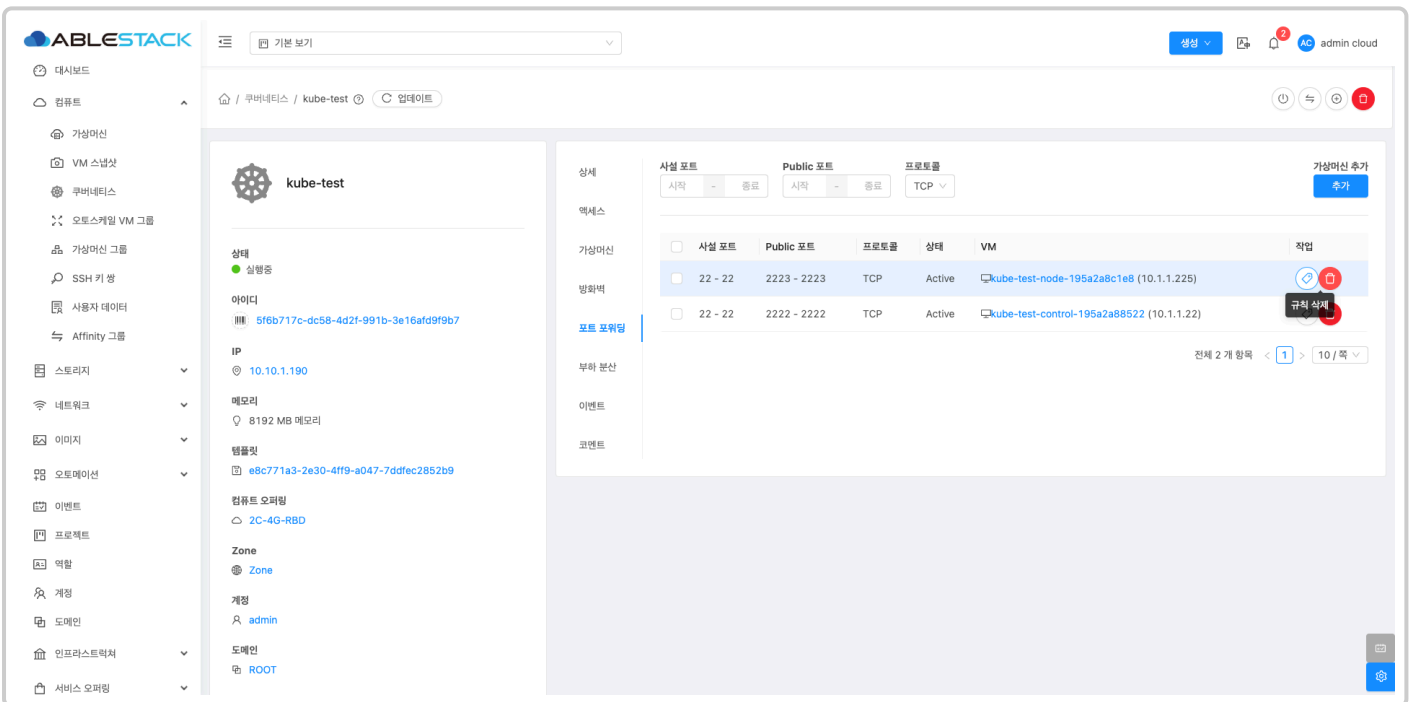 ABLESTACK
기본 보기
생성
2
AC
admin cloud
대시보드
컴퓨트
가상머신
VM 스냅샷
쿠버네티스
오토스케일 VM 그룹
가상머신 그룹
SSH 키 쌍
사용자 데이터
Affinity 그룹
스토리지
네트워크
이미지
오토메이션
이벤트
프로젝트
역할
계정
도메인
인프라스트럭쳐
서비스 오퍼링
/ 쿠버네티스 / kube-test
업데이트
kube-test
상태
실행중
아이디
5f6b717c-dc58-4d2f-991b-3e16afd9f9b7
IP
10.10.1.190
메모리
8192 MB 메모리
템플릿
e8c771a3-2e30-4ff9-a047-7ddfec2852b9
컴퓨트 오퍼링
2C-4G-RBD
Zone
Zone
계정
admin
도메인
ROOT
상세
액세스
가상머신
방화벽
포트 포워딩
부하 분산
이벤트
코멘트
사설 포트 Public 포트 프로토콜 가상머신 추가
시작 - 종료 시작 - 종료 TCP 추가
사설 포트 Public 포트 프로토콜 상태 VM 작업
22 - 22 2223 - 2223 TCP Active kube-test-node-195a2a8c1e8 (10.1.1.225)
규칙 삭제
22 - 22 2222 - 2222 TCP Active kube-test-control-195a2a88522 (10.1.1.22)
전체 2 개 항목 < 1 > 10 / 쪽